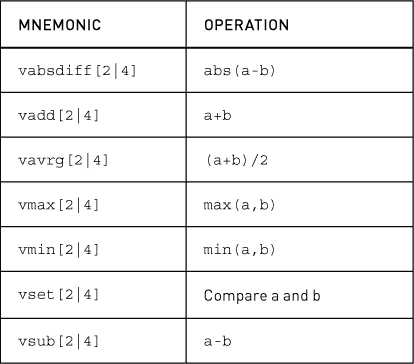 MNEMONIC OPERATION
vabsdiff[2|4] abs(a-b)
vadd[2|4] a+b
vavrg[2|4] (a+b)/2
vmax[2|4] max(a,b)
vmin[2|4] min(a,b)
vset[2|4] Compare a and b
vsub[2|4] a-b